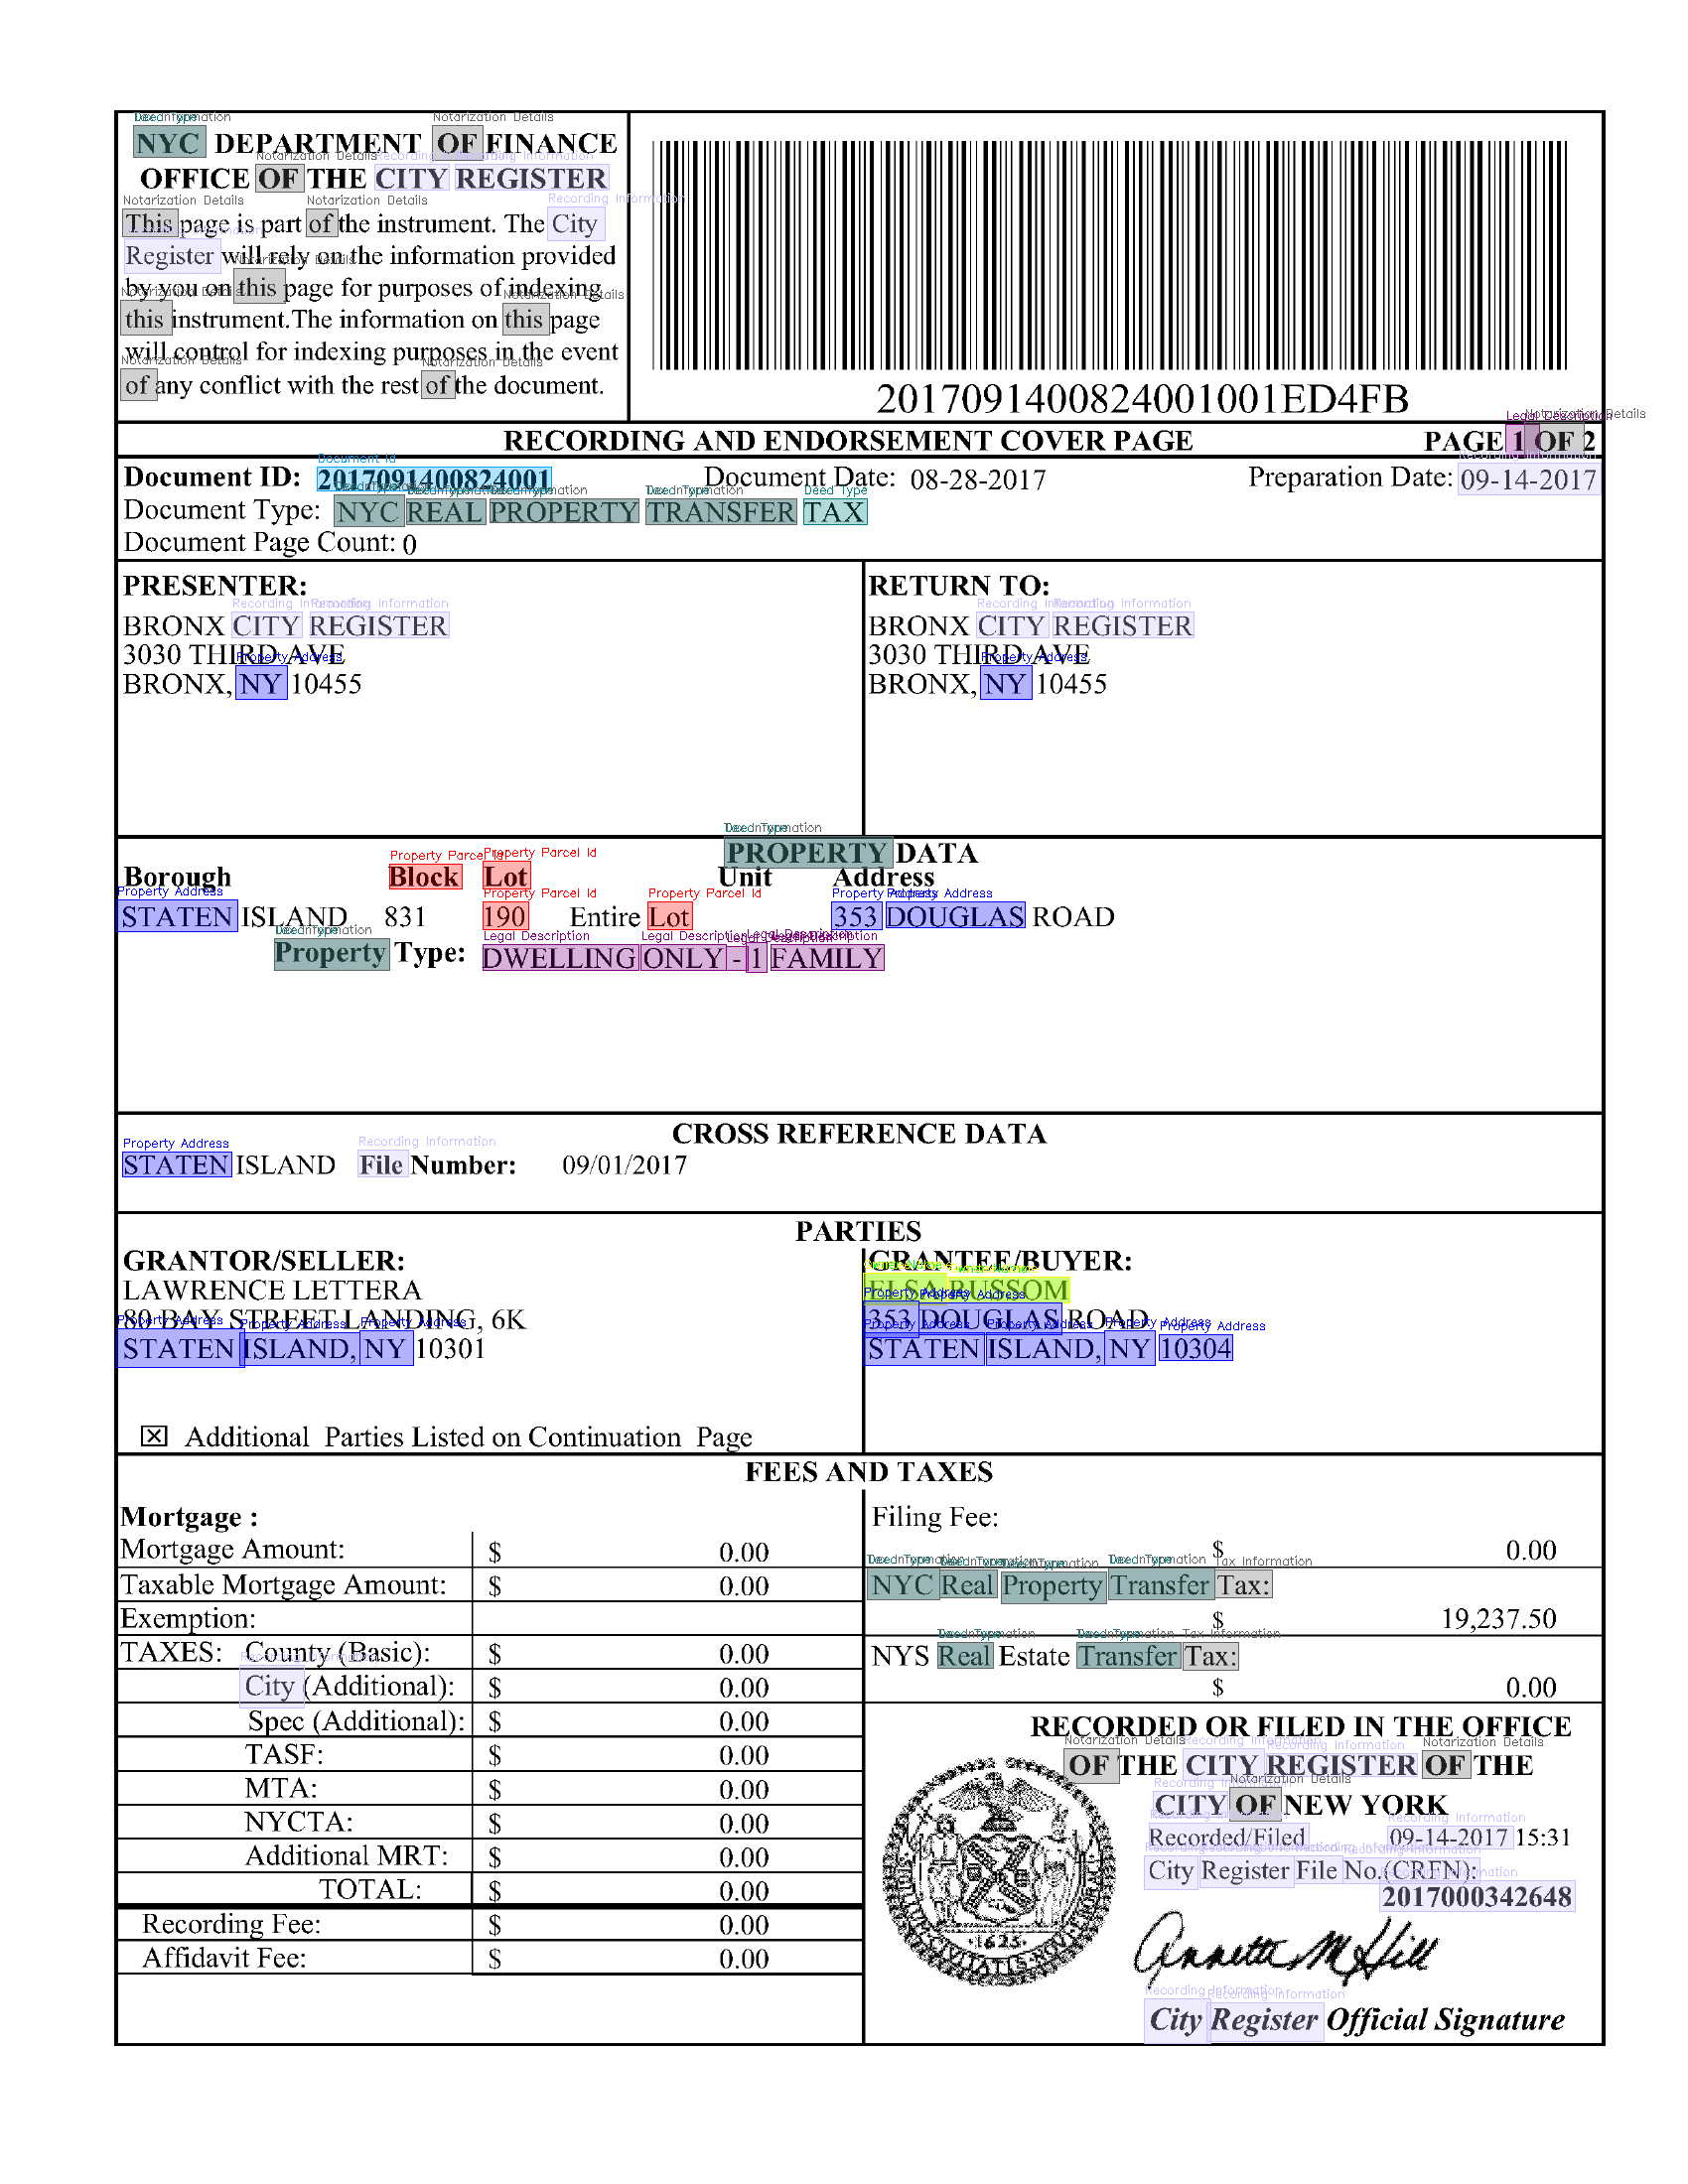 NYC DEPARTMENT OF FINANCE
OFFICE OF THE CITY REGISTER
This page is part of the instrument. The City
Register will rely on the information provided
by you on this page for purposes of indexing
this instrument.The information on this page
will control for indexing purposes in the event
of any conflict with the rest of the document.
2017091400824001001ED4FB
RECORDING AND ENDORSEMENT COVER PAGE PAGE 1 OF 2
Document ID: 2017091400824001 Document Date: 08-28-2017 Preparation Date: 09-14-2017
Document Type: NYC REAL PROPERTY TRANSFER TAX
Document Page Count: 0
PRESENTER:
BRONX CITY REGISTER
3030 THIRD AVE
BRONX, NY 10455
RETURN TO:
BRONX CITY REGISTER
3030 THIRD AVE
BRONX, NY 10455
PROPERTY DATA
Borough Block Lot Unit Address
STATEN ISLAND 831 190 Entire Lot 353 DOUGLAS ROAD
Property Type: DWELLING ONLY - 1 FAMILY
CROSS REFERENCE DATA
STATEN ISLAND File Number: 09/01/2017
PARTIES
GRANTOR/SELLER:
LAWRENCE LETTERA
80 BAY STREET LANDING, 6K
STATEN ISLAND, NY 10301
GRANTEE/BUYER:
ELSA BUSSOM
353 DOUGLAS ROAD
STATEN ISLAND, NY 10304
☒ Additional Parties Listed on Continuation Page
FEES AND TAXES
Mortgage :
Mortgage Amount: $ 0.00
Taxable Mortgage Amount: $ 0.00
Exemption:
TAXES: County (Basic): $ 0.00
City (Additional): $ 0.00
Spec (Additional): $ 0.00
TASF: $ 0.00
MTA: $ 0.00
NYCTA: $ 0.00
Additional MRT: $ 0.00
TOTAL: $ 0.00
Recording Fee: $ 0.00
Affidavit Fee: $ 0.00
Filing Fee:
$ 0.00
NYC Real Property Transfer Tax:
$ 19,237.50
NYS Real Estate Transfer Tax:
$ 0.00
RECORDED OR FILED IN THE OFFICE
OF THE CITY REGISTER OF THE
CITY OF NEW YORK
Recorded/Filed 09-14-2017 15:31
City Register File No.(CRFN):
2017000342648
Annette M Hill
City Register Official Signature